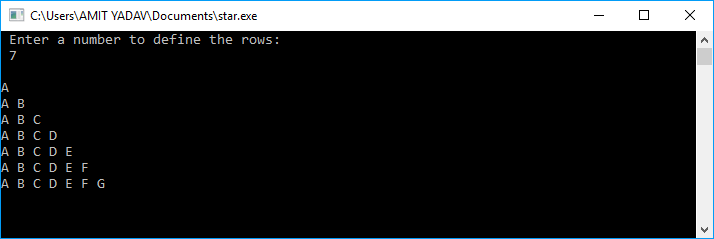 C:\Users\AMIT YADAV\Documents\star.exe
Enter a number to define the rows:
7
A
A B
A B C
A B C D
A B C D E
A B C D E F
A B C D E F G